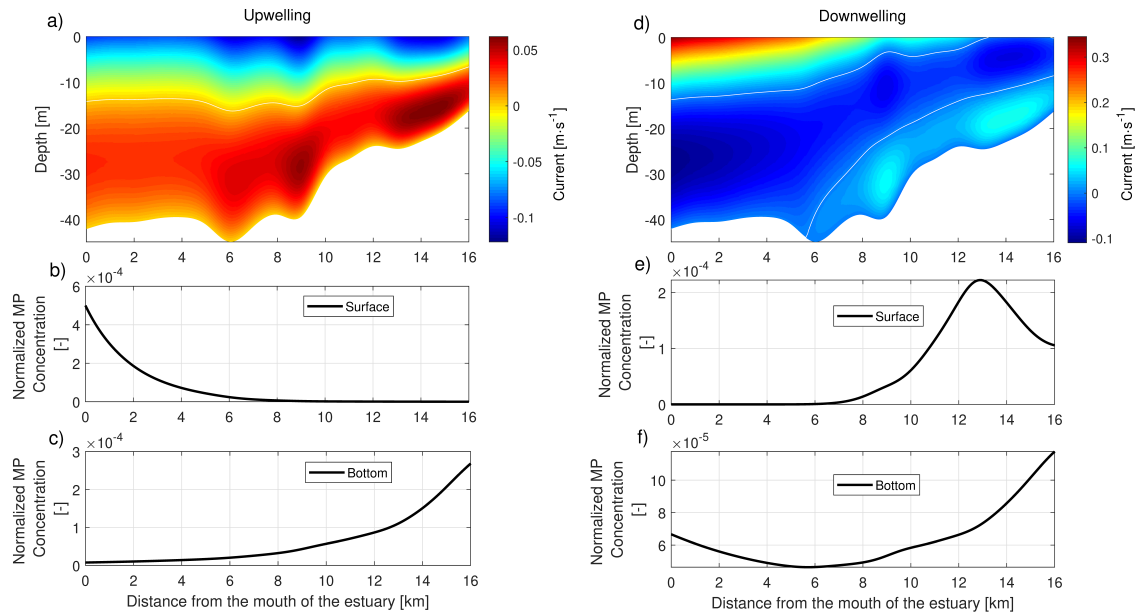 Upwelling
a)
0
-10
-20
-30
-40
Depth [m]
0 2 4 6 8 10 12 14 16
0.05
0
-0.05
-0.1
Current [m·s⁻¹]
b)
×10⁻⁴
6
4
2
0
Normalized MP
Concentration
[-]
Surface
0 2 4 6 8 10 12 14 16
c)
×10⁻⁴
3
2
1
0
Normalized MP
Concentration
[-]
Bottom
0 2 4 6 8 10 12 14 16
Distance from the mouth of the estuary [km]
Downwelling
d)
0
-10
-20
-30
-40
Depth [m]
0 2 4 6 8 10 12 14 16
0.3
0.2
0.1
0
-0.1
Current [m·s⁻¹]
e)
×10⁻⁴
2
1
0
Normalized MP
Concentration
[-]
Surface
0 2 4 6 8 10 12 14 16
f)
×10⁻⁵
10
8
6
Normalized MP
Concentration
[-]
Bottom
0 2 4 6 8 10 12 14 16
Distance from the mouth of the estuary [km]